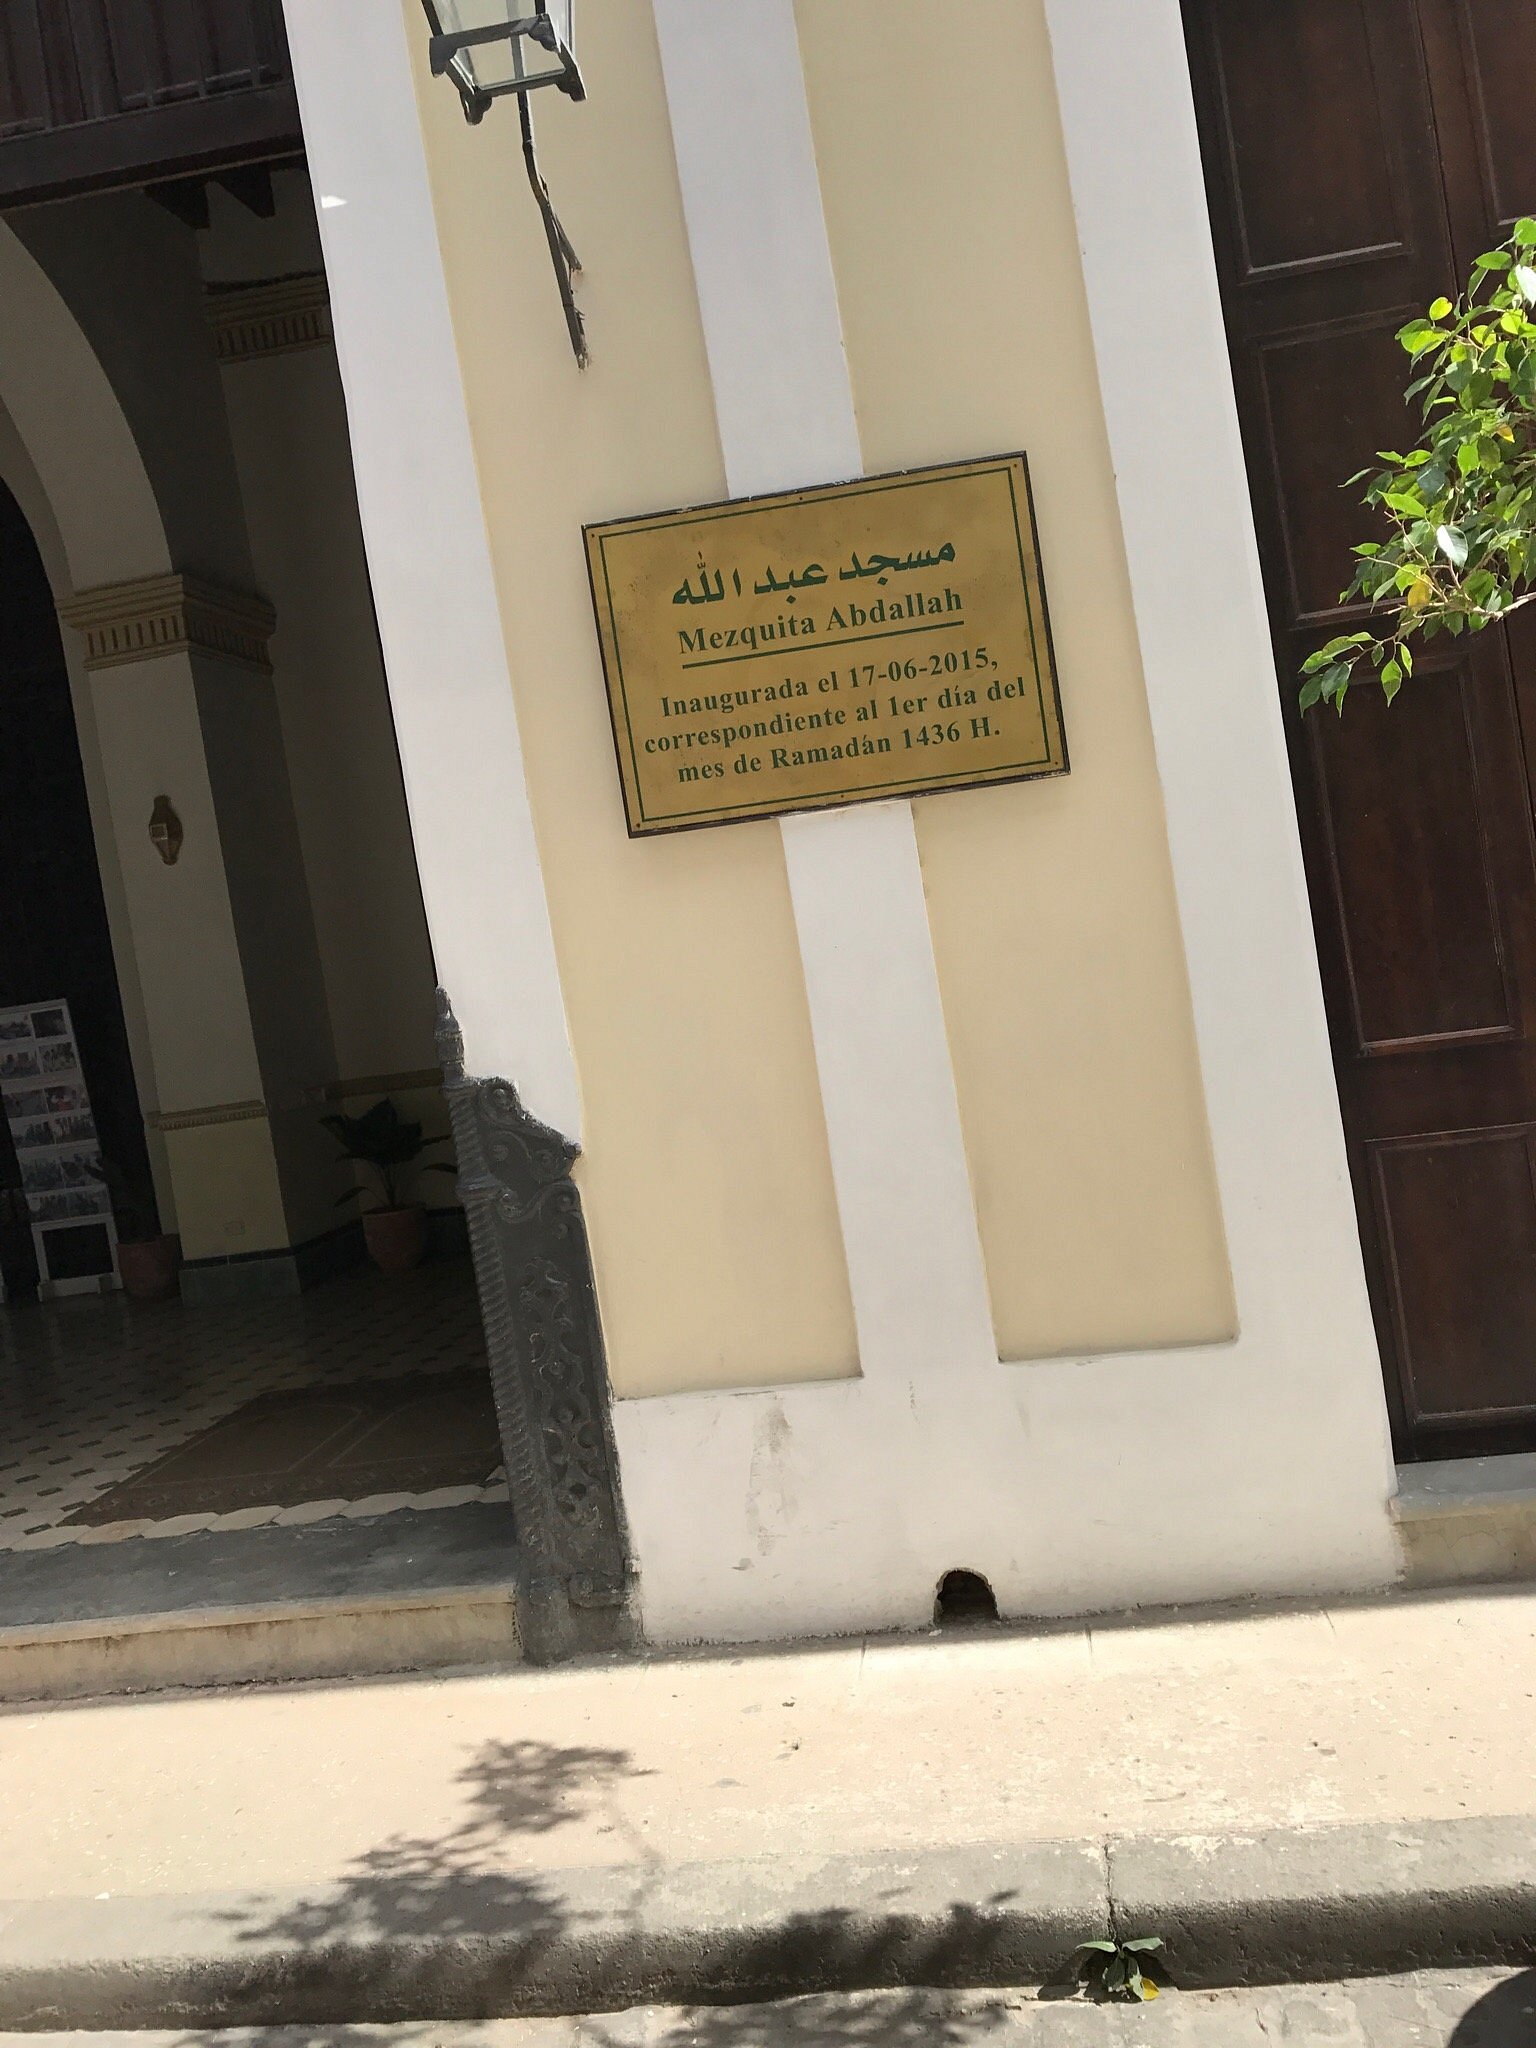 مسجد عبد الله
Mezquita Abdallah
Inaugurada el 17-06-2015,
correspondiente al 1er día del
mes de Ramadán 1436 H.